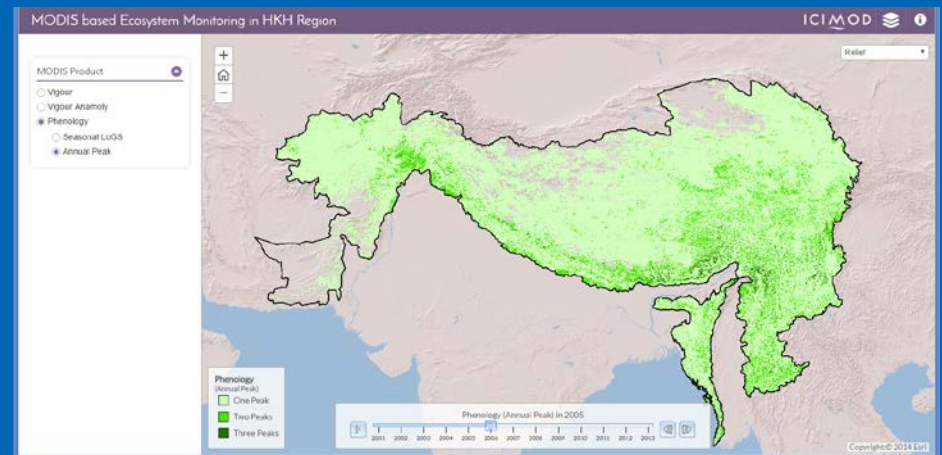 MODIS based Ecosystem Monitoring in HKH Region
ICIMOD
MODIS Product
Vigour
Vigour Anamoly
Phenology
Seasonal LoGS
Annual Peak
+
−
Relief
Phenology
(Annual Peak)
One Peak
Two Peaks
Three Peaks
Phenology (Annual Peak) in 2005
2001 2002 2003 2004 2005 2006 2007 2008 2009 2010 2011 2012 2013
Copyright:© 2014 Esri